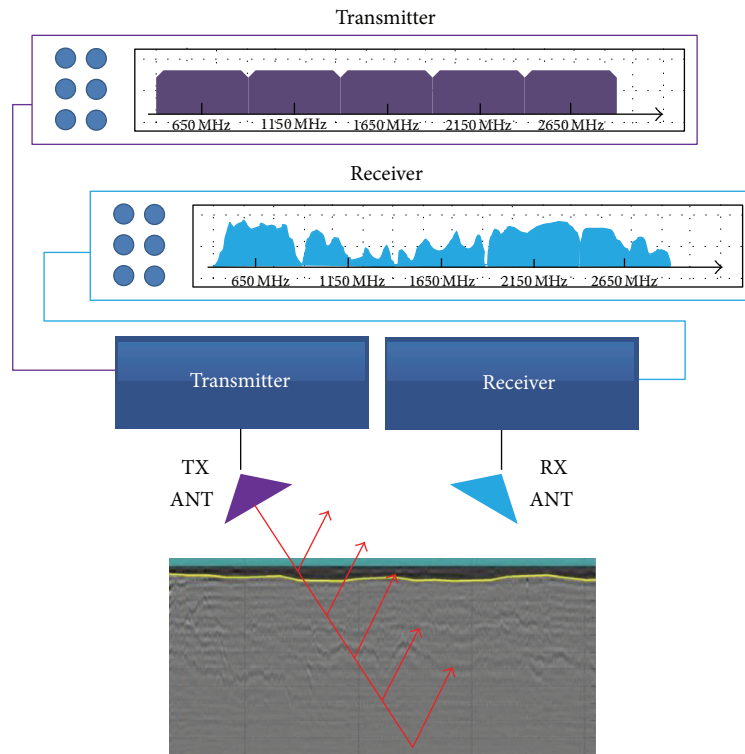 Transmitter
650 MHz 1150 MHz 1650 MHz 2150 MHz 2650 MHz
Receiver
650 MHz 1150 MHz 1650 MHz 2150 MHz 2650 MHz
Transmitter Receiver
TX RX
ANT ANT